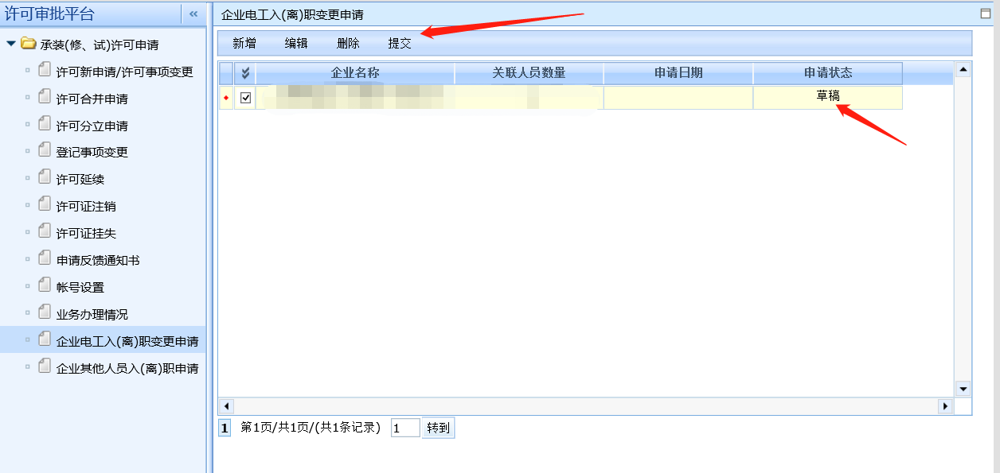 许可审批平台
承装(修、试)许可申请
许可新申请/许可事项变更
许可合并申请
许可分立申请
登记事项变更
许可延续
许可证注销
许可证挂失
申请反馈通知书
帐号设置
业务办理情况
企业电工入(离)职变更申请
企业其他人员入(离)职申请
企业电工入(离)职变更申请
新增 编辑 删除 提交
企业名称 关联人员数量 申请日期 申请状态
草稿
1 第1页/共1页/(共1条记录) 1 转到